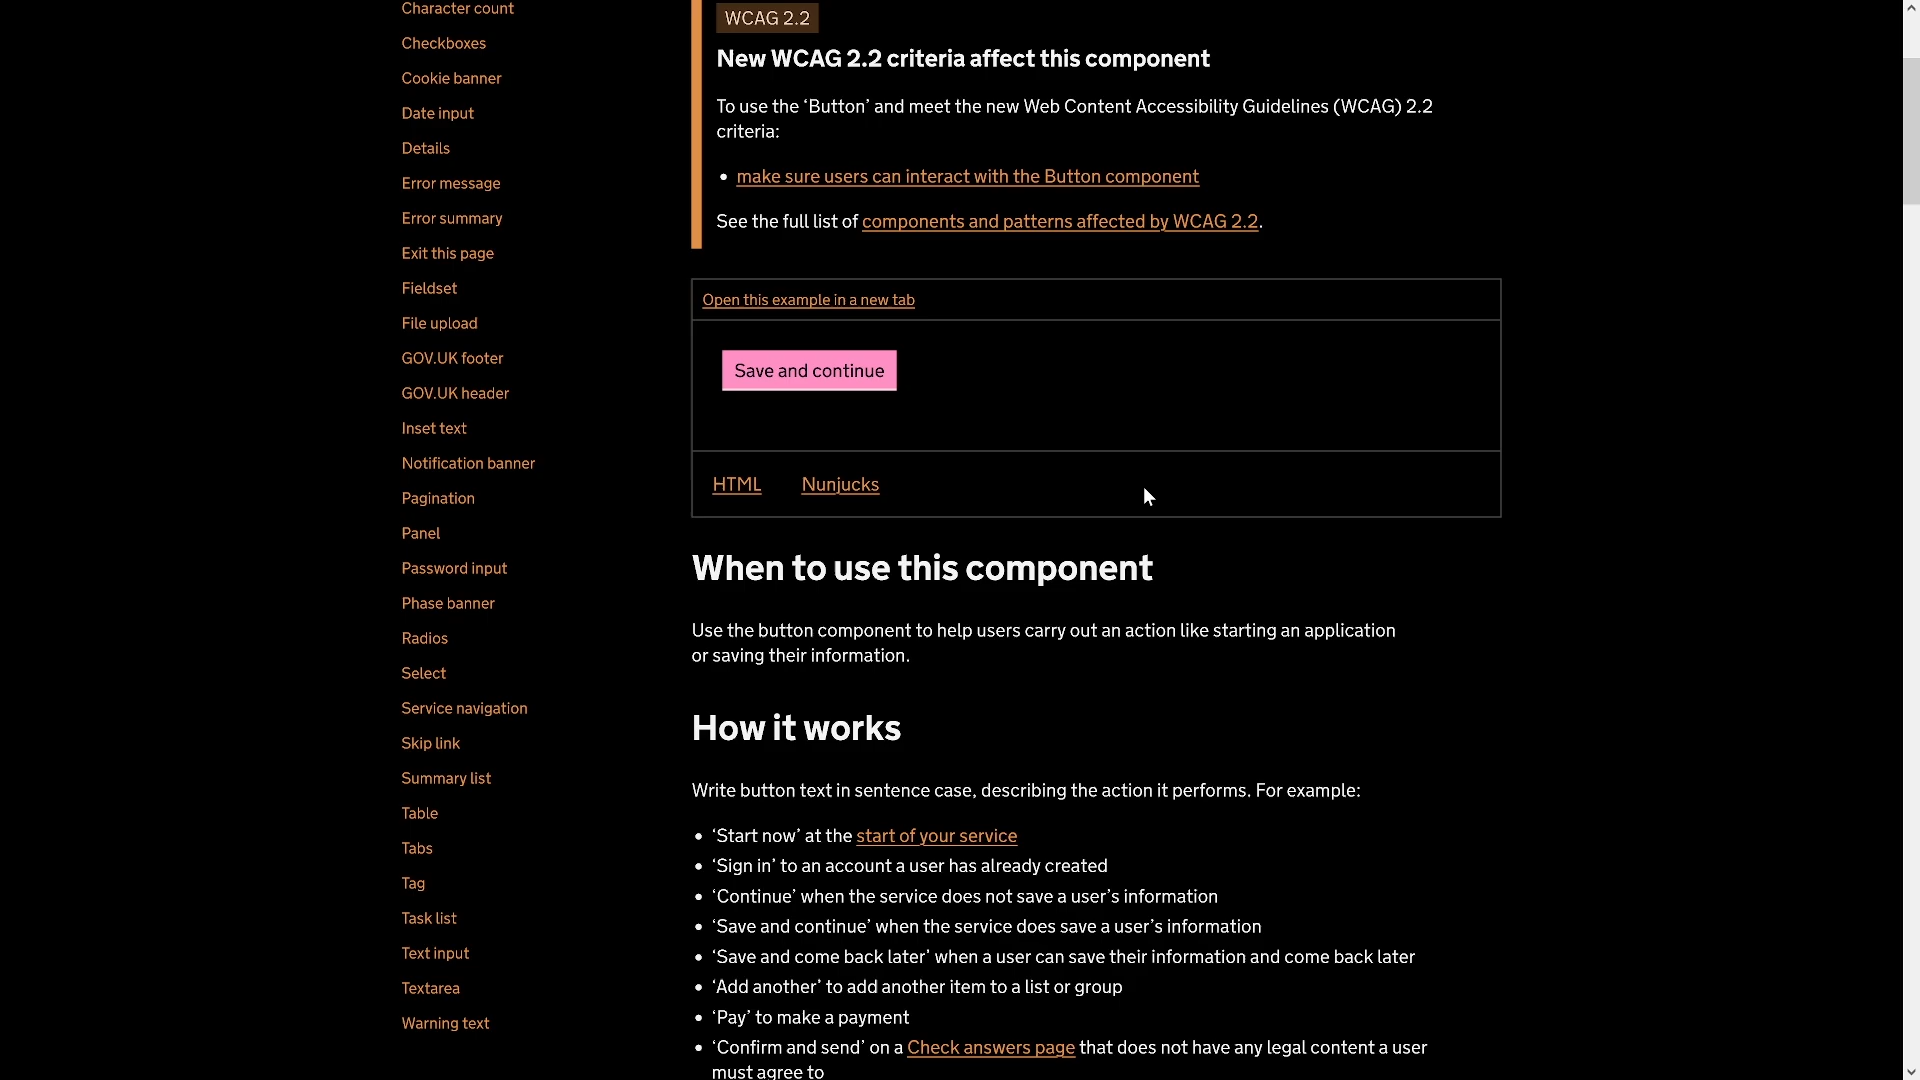 Character count
Checkboxes
Cookie banner
Date input
Details
Error message
Error summary
Exit this page
Fieldset
File upload
GOV.UK footer
GOV.UK header
Inset text
Notification banner
Pagination
Panel
Password input
Phase banner
Radios
Select
Service navigation
Skip link
Summary list
Table
Tabs
Tag
Task list
Text input
Textarea
Warning text
WCAG 2.2
New WCAG 2.2 criteria affect this component
To use the ‘Button’ and meet the new Web Content Accessibility Guidelines (WCAG) 2.2
criteria:
• make sure users can interact with the Button component
See the full list of components and patterns affected by WCAG 2.2.
Open this example in a new tab
Save and continue
HTML Nunjucks
When to use this component
Use the button component to help users carry out an action like starting an application
or saving their information.
How it works
Write button text in sentence case, describing the action it performs. For example:
• ‘Start now’ at the start of your service
• ‘Sign in’ to an account a user has already created
• ‘Continue’ when the service does not save a user’s information
• ‘Save and continue’ when the service does save a user’s information
• ‘Save and come back later’ when a user can save their information and come back later
• ‘Add another’ to add another item to a list or group
• ‘Pay’ to make a payment
• ‘Confirm and send’ on a Check answers page that does not have any legal content a user
must agree to